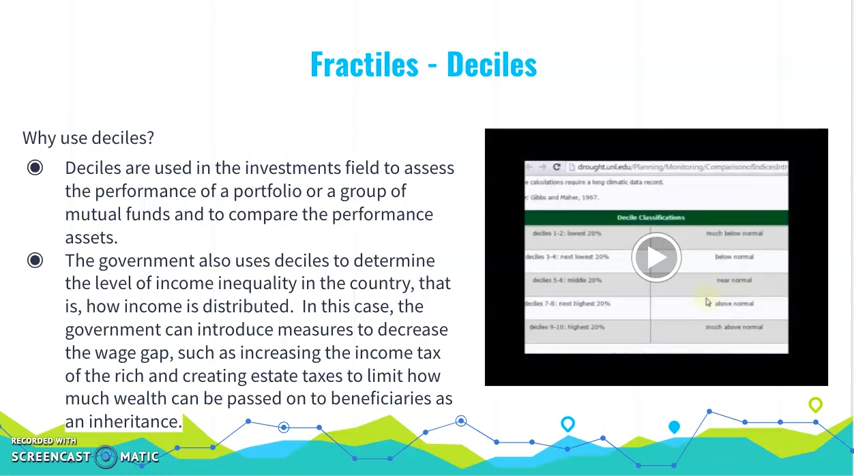 Fractiles - Deciles
Why use deciles?
Deciles are used in the investments field to assess
the performance of a portfolio or a group of
mutual funds and to compare the performance
assets.
The government also uses deciles to determine
the level of income inequality in the country, that
is, how income is distributed.  In this case, the
government can introduce measures to decrease
the wage gap, such as increasing the income tax
of the rich and creating estate taxes to limit how
much wealth can be passed on to beneficiaries as
an inheritance.
drought.unl.edu/Planning/Monitoring/ComparisonofIndicesIntr
e calculations require a long-climatic data record.
Gibbs and Maher, 1967.
Decile Classifications
deciles 1-2: lowest 20% much below normal
deciles 3-4: next lowest 20% below normal
deciles 5-6: middle 20% near normal
deciles 7-8: next highest 20% above normal
deciles 9-10: highest 20% much above normal
RECORDED WITH
SCREENCAST MATIC